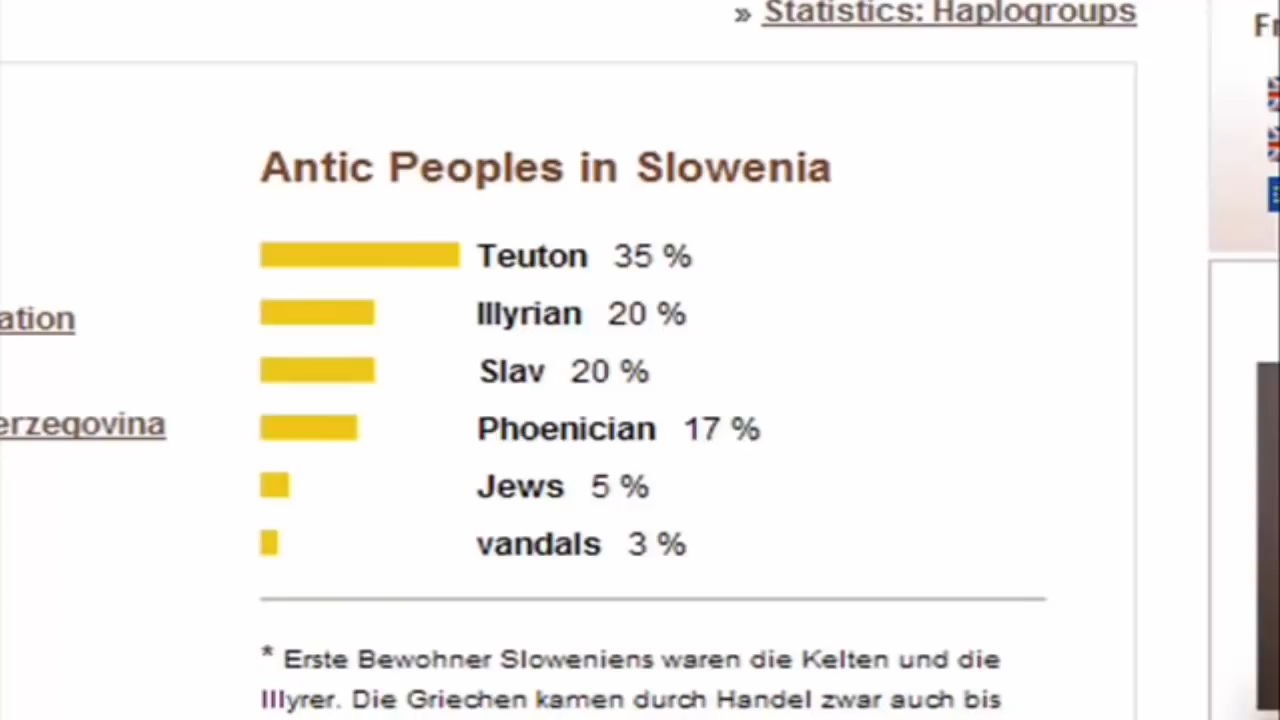 » Statistics: Haplogroups
Antic Peoples in Slowenia
Teuton 35 %
Illyrian 20 %
Slav 20 %
Phoenician 17 %
Jews 5 %
vandals 3 %
ation
erzegovina
* Erste Bewohner Sloweniens waren die Kelten und die
Illyrer. Die Griechen kamen durch Handel zwar auch bis